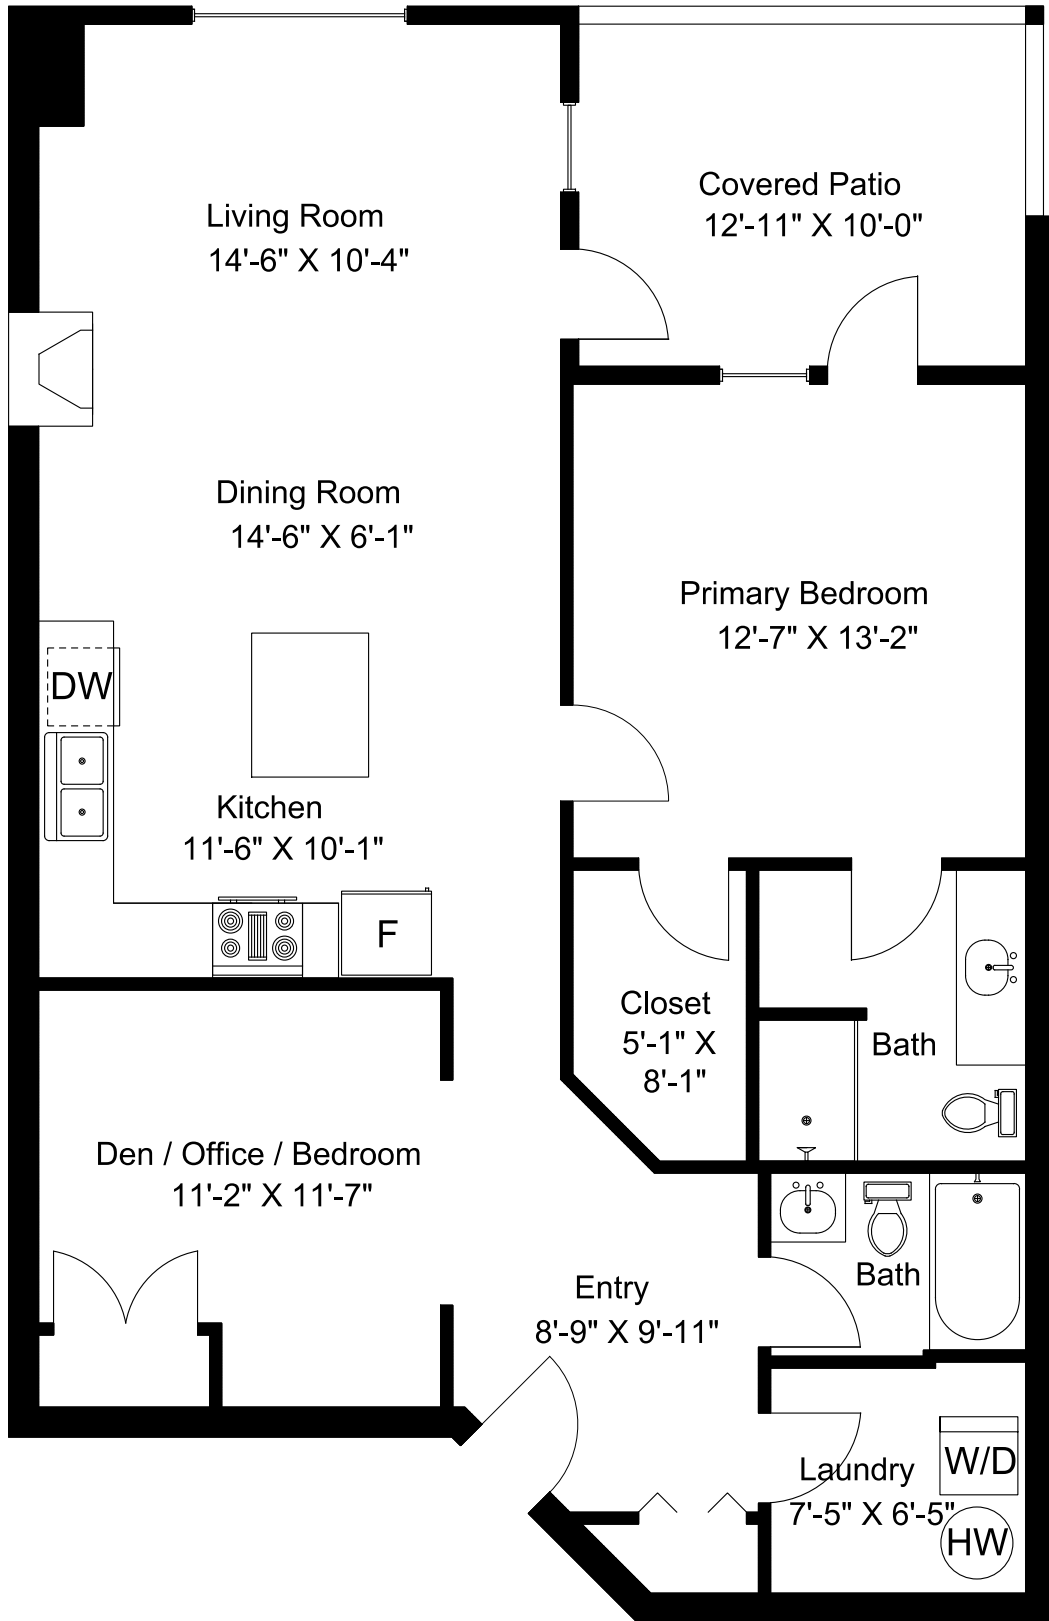 Living Room
14'-6" X 10'-4"
Covered Patio
12'-11" X 10'-0"
Dining Room
14'-6" X 6'-1"
Primary Bedroom
12'-7" X 13'-2"
DW
Kitchen
11'-6" X 10'-1"
F
Closet
5'-1" X
8'-1"
Bath
Den / Office / Bedroom
11'-2" X 11'-7"
Entry
8'-9" X 9'-11"
Bath
Laundry
7'-5" X 6'-5"
W/D
HW